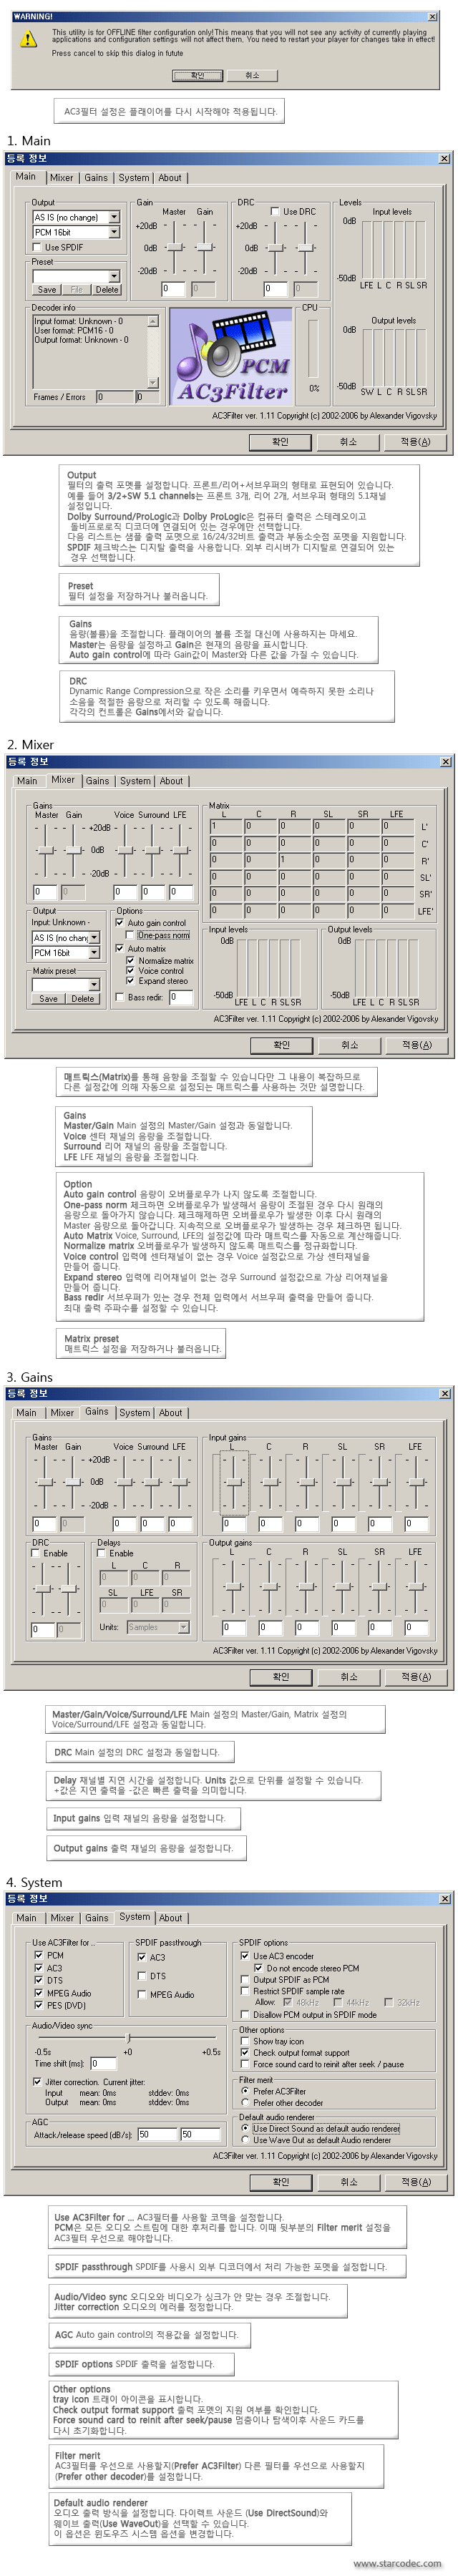 WARNING!
This utility is for OFFLINE filter configuration only! This means that you will not see any activity of currently playing
applications and configuration settings will not affect them, You need to restart your player for changes take in effect!
Press cancel to skip this dialog in future
확인 취소
AC3필터 설정은 플레이어를 다시 시작해야 적용됩니다.
1. Main
등록 정보
Main Mixer Gains System About
Output Gain DRC Levels
AS IS (no change) Master Gain Use DRC Input levels
PCM 16bit +20dB +20dB 0dB
Use SPDIF 0dB 0dB
Preset -20dB -20dB -50dB
Save File Delete 0 0 0 0 LFE L C R SL SR
Decoder info CPU Output levels
Input format: Unknown - 0 0dB
User format: PCM16 - 0
Output format: Unknown - 0
PCM
AC3Filter
-50dB
Frames / Errors 0 0 0% SW L C R SL SR
AC3Filter ver. 1.11 Copyright (c) 2002-2006 by Alexander Vigovsky
확인 취소 적용(A)
Output
필터의 출력 포맷를 설정합니다. 프론트/리어+서브우퍼의 형태로 표현되어 있습니다.
예를 들어 3/2+SW 5.1 channels는 프론트 3개, 리어 2개, 서브우퍼 형태의 5.1채널
설정입니다.
Dolby Surround/ProLogic과 Dolby ProLogic은 컴퓨터 출력은 스테레오이고
돌비프로로직 디코더에 연결되어 있는 경우에만 선택합니다.
다음 리스트는 샘플 출력 포맷으로 16/24/32비트 출력과 부동소숫점 포맷을 지원합니다.
SPDIF 체크박스는 디지탈 출력을 사용합니다. 외부 리시버가 디지탈로 연결되어 있는
경우 선택합니다.
Preset
필터 설정을 저장하거나 불러옵니다.
Gains
음량(볼륨)을 조절합니다. 플레이어의 볼륨 조절 대신에 사용하지는 마세요.
Master는 음량을 설정하고 Gain은 현재의 음량을 표시합니다.
Auto gain control에 따라 Gain값이 Master와 다른 값을 가질 수 있습니다.
DRC
Dynamic Range Compression으로 작은 소리를 키우면서 예측하지 못한 소리나
소음을 적절한 음량으로 처리할 수 있도록 해줍니다.
각각의 컨트롤은 Gains에서와 같습니다.
2. Mixer
등록 정보
Main Mixer Gains System About
Gains Matrix
Master Gain Voice Surround LFE L C R SL SR LFE
+20dB 1 0 0 0 0 0 L'
0 0 0 0 0 0 C'
0dB 0 0 1 0 0 0 R'
0 0 0 0 0 0 SL'
-20dB 0 0 0 0 0 0 SR'
0 0 0 0 0 0 0 0 0 0 0 LFE'
Output Options Input levels Output levels
Input: Unknown - Auto gain control 0dB 0dB
AS IS (no chang One-pass norm
PCM 16bit Auto matrix
Matrix preset Normalize matrix
Voice control
Expand stereo -50dB -50dB
Save Delete Bass redir. 0 LFE L C R SL SR LFE L C R SL SR
AC3Filter ver. 1.11 Copyright (c) 2002-2006 by Alexander Vigovsky
확인 취소 적용(A)
매트릭스(Matrix)를 통해 음향을 조절할 수 있습니다만 그 내용이 복잡하므로
다른 설정값에 의해 자동으로 설정되는 매트릭스를 사용하는 것만 설명합니다.
Gains
Master/Gain Main 설정의 Master/Gain 설정과 동일합니다.
Voice 센터 채널의 음량을 조절합니다.
Surround 리어 채널의 음량을 조절합니다.
LFE LFE 채널의 음량을 조절합니다.
Option
Auto gain control 음량이 오버플로우가 나지 않도록 조절합니다.
One-pass norm 체크하면 오버플로우가 발생해서 음량이 조절된 경우 다시 원래의
음량으로 돌아가지 않습니다. 체크해제하면 오버플로우가 발생한 이후 다시 원래의
Master 음량으로 돌아갑니다. 지속적으로 오버플로우가 발생하는 경우 체크하면 됩니다.
Auto Matrix Voice, Surround, LFE의 설정값에 따라 매트릭스를 자동으로 계산해줍니다.
Normalize matrix 오버플로우가 발생하지 않도록 매트릭스를 정규화합니다.
Voice control 입력에 센터채널이 없는 경우 Voice 설정값으로 가상 센터채널을
만들어 줍니다.
Expand stereo 입력에 리어채널이 없는 경우 Surround 설정값으로 가상 리어채널을
만들어 줍니다.
Bass redir 서브우퍼가 있는 경우 전체 입력에서 서브우퍼 출력을 만들어 줍니다.
최대 출력 주파수를 설정할 수 있습니다.
Matrix preset
매트릭스 설정을 저장하거나 불러옵니다.
3. Gains
등록 정보
Main Mixer Gains System About
Gains Input gains
Master Gain Voice Surround LFE L C R SL SR LFE
+20dB
0dB
-20dB
0 0 0 0 0 0 0 0 0 0 0
DRC Delays Output gains
Enable Enable L C R SL SR LFE
L C R
0 0 0
SL LFE SR
0 0 0
0 0 Units: Samples 0 0 0 0 0 0
AC3Filter ver. 1.11 Copyright (c) 2002-2006 by Alexander Vigovsky
확인 취소 적용(A)
Master/Gain/Voice/Surround/LFE Main 설정의 Master/Gain, Matrix 설정의
Voice/Surround/LFE 설정과 동일합니다.
DRC Main 설정의 DRC 설정과 동일합니다.
Delay 채널별 지연 시간을 설정합니다. Units 값으로 단위를 설정할 수 있습니다.
+값은 지연 출력을 -값은 빠른 출력을 의미합니다.
Input gains 입력 채널의 음량을 설정합니다.
Output gains 출력 채널의 음량을 설정합니다.
4. System
등록 정보
Main Mixer Gains System About
Use AC3Filter for .. SPDIF passthrough SPDIF options
PCM AC3 Use AC3 encoder
AC3 Do not encode stereo PCM
DTS DTS Output SPDIF as PCM
MPEG Audio MPEG Audio Restrict SPDIF sample rate
PES (DVD) Allow: 48kHz 44kHz 32kHz
Disallow PCM output in SPDIF mode
Audio/Video sync Other options
Show tray icon
-0.5s +0 +0.5s Check output format support
Time shift (ms): 0 Force sound card to reinit after seek / pause
Jitter correction. Current jitter: Filter merit
Input mean: 0ms stddev: 0ms Prefer AC3Filter
Output mean: 0ms stddev: 0ms Prefer other decoder
AGC Default audio renderer
Attack/release speed (dB/s): 50 50 Use Direct Sound as default audio renderer
Use Wave Out as default Audio renderer
AC3Filter ver. 1.11 Copyright (c) 2002-2006 by Alexander Vigovsky
확인 취소 적용(A)
Use AC3Filter for ... AC3필터를 사용할 코덱을 설정합니다.
PCM은 모든 오디오 스트림에 대한 후처리를 합니다. 이때 뒷부분의 Filter merit 설정을
AC3필터 우선으로 해야합니다.
SPDIF passthrough SPDIF를 사용시 외부 디코더에서 처리 가능한 포맷을 설정합니다.
Audio/Video sync 오디오와 비디오가 싱크가 안 맞는 경우 조절합니다.
Jitter correction 오디오의 에러를 정정합니다.
AGC Auto gain control의 적용값을 설정합니다.
SPDIF options SPDIF 출력을 설정합니다.
Other options
tray icon 트래이 아이콘을 표시합니다.
Check output format support 출력 포맷의 지원 여부를 확인합니다.
Force sound card to reinit after seek/pause 멈춤이나 탐색이후 사운드 카드를
다시 초기화합니다.
Filter merit
AC3필터를 우선으로 사용할지(Prefer AC3Filter) 다른 필터를 우선으로 사용할지
(Prefer other decoder)를 설정합니다.
Default audio renderer
오디오 출력 방식을 설정합니다. 다이렉트 사운드 (Use DirectSound)와
웨이브 출력(Use WaveOut)을 선택할 수 있습니다.
이 옵션은 윈도우즈 시스템 옵션을 변경합니다.
www.starcodec.com